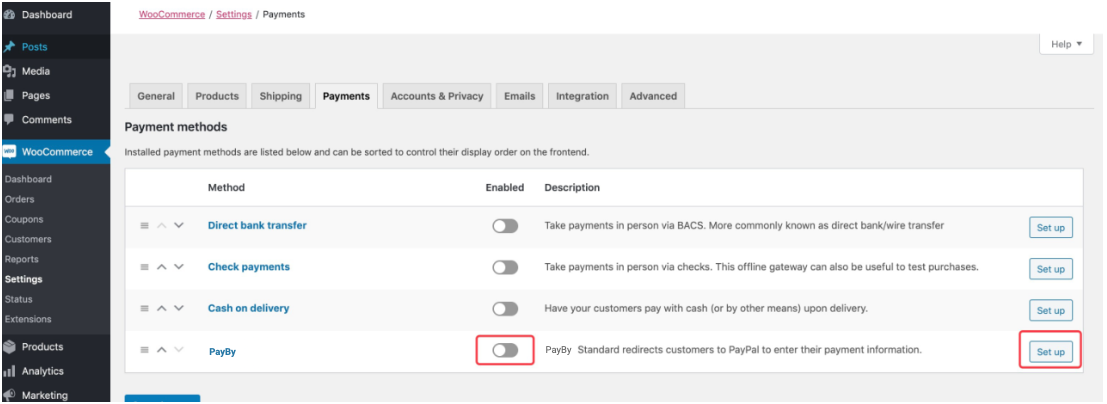 Dashboard
WooCommerce / Settings / Payments
Posts
Help
Media
Pages
General Products Shipping Payments Accounts & Privacy Emails Integration Advanced
Comments
Payment methods
WooCommerce
Installed payment methods are listed below and can be sorted to control their display order on the frontend.
Dashboard
Method Enabled Description
Orders
Coupons
Direct bank transfer Take payments in person via BACS. More commonly known as direct bank/wire transfer Set up
Customers
Reports
Check payments Take payments in person via checks. This offline gateway can also be useful to test purchases. Set up
Settings
Status
Cash on delivery Have your customers pay with cash (or by other means) upon delivery. Set up
Extensions
Products
PayBy PayBy Standard redirects customers to PayPal to enter their payment information. Set up
Analytics
Marketing